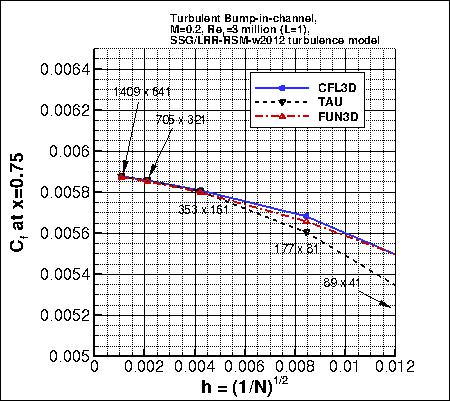 Turbulent Bump-in-channel,
M=0.2, Re_L=3 million (L=1),
SSG/LRR-RSM-w2012 turbulence model
0.0064
0.0062
0.006
0.0058
0.0056
0.0054
0.0052
0.005
C_f at x=0.75
1409 x 641
705 x 321
353 x 161
177 x 81
89 x 41
CFL3D
TAU
FUN3D
0
0.002
0.004
0.006
0.008
0.01
0.012
h = (1/N)^1/2